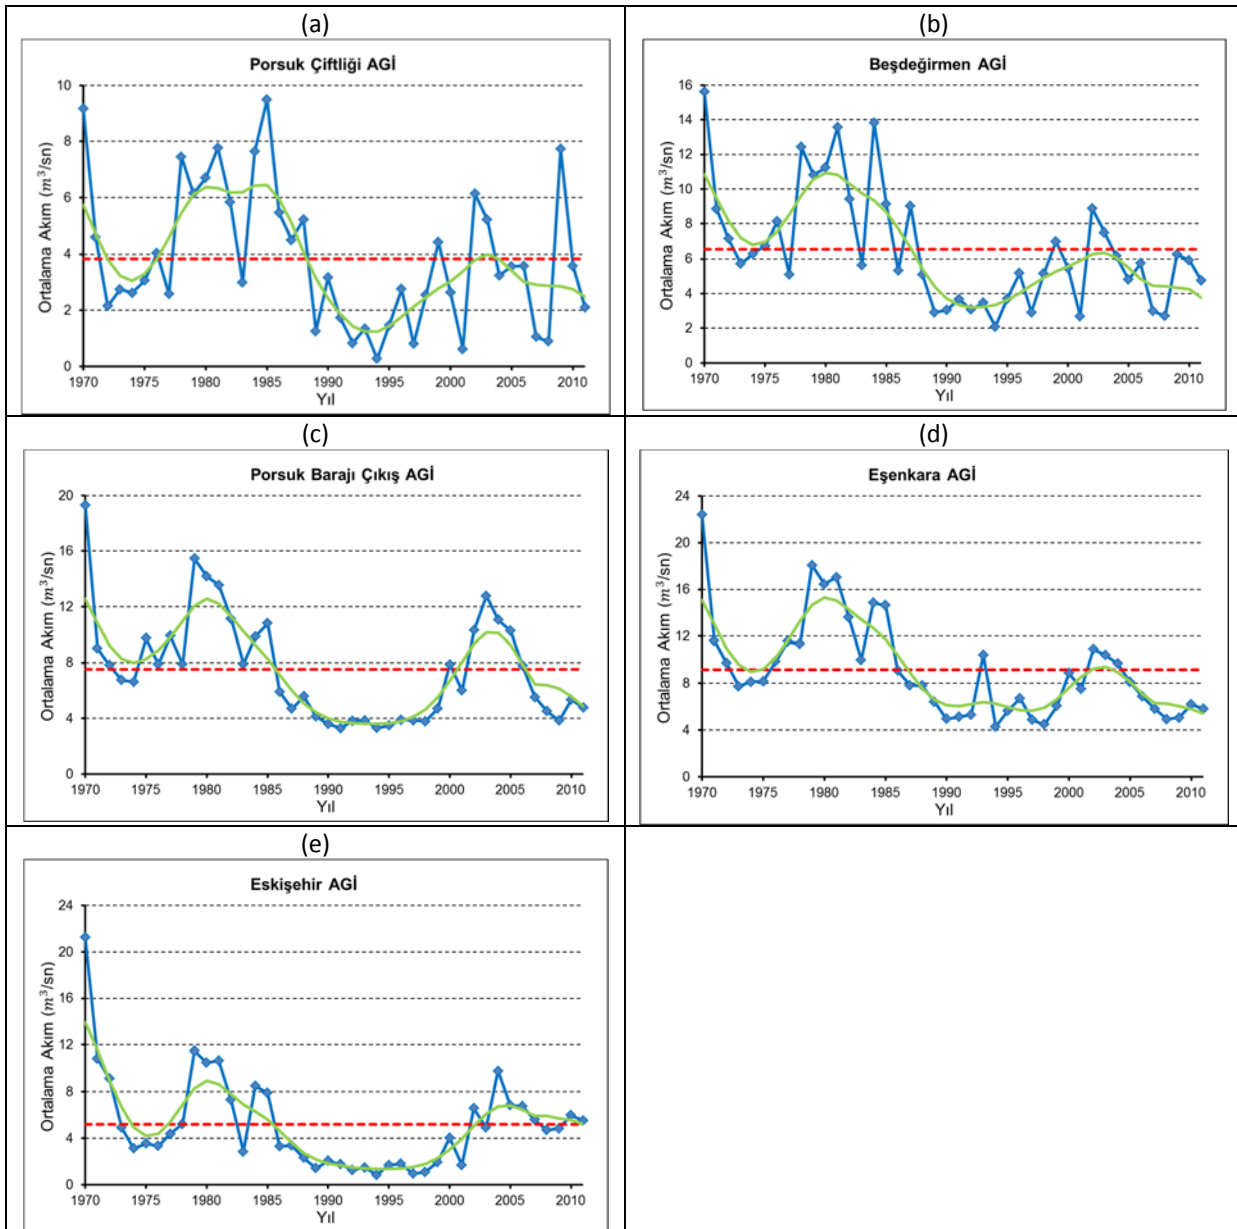 (a)
Porsuk Çiftliği AGİ
Ortalama Akım (m³/sn)
10
8
6
4
2
0
1970 1975 1980 1985 1990 1995 2000 2005 2010
Yıl
(b)
Beşdeğirmen AGİ
Ortalama Akım (m³/sn)
16
14
12
10
8
6
4
2
0
1970 1975 1980 1985 1990 1995 2000 2005 2010
Yıl
(c)
Porsuk Barajı Çıkış AGİ
Ortalama Akım (m³/sn)
20
16
12
8
4
0
1970 1975 1980 1985 1990 1995 2000 2005 2010
Yıl
(d)
Eşenkara AGİ
Ortalama Akım (m³/sn)
24
20
16
12
8
4
0
1970 1975 1980 1985 1990 1995 2000 2005 2010
Yıl
(e)
Eskişehir AGİ
Ortalama Akım (m³/sn)
24
20
16
12
8
4
0
1970 1975 1980 1985 1990 1995 2000 2005 2010
Yıl